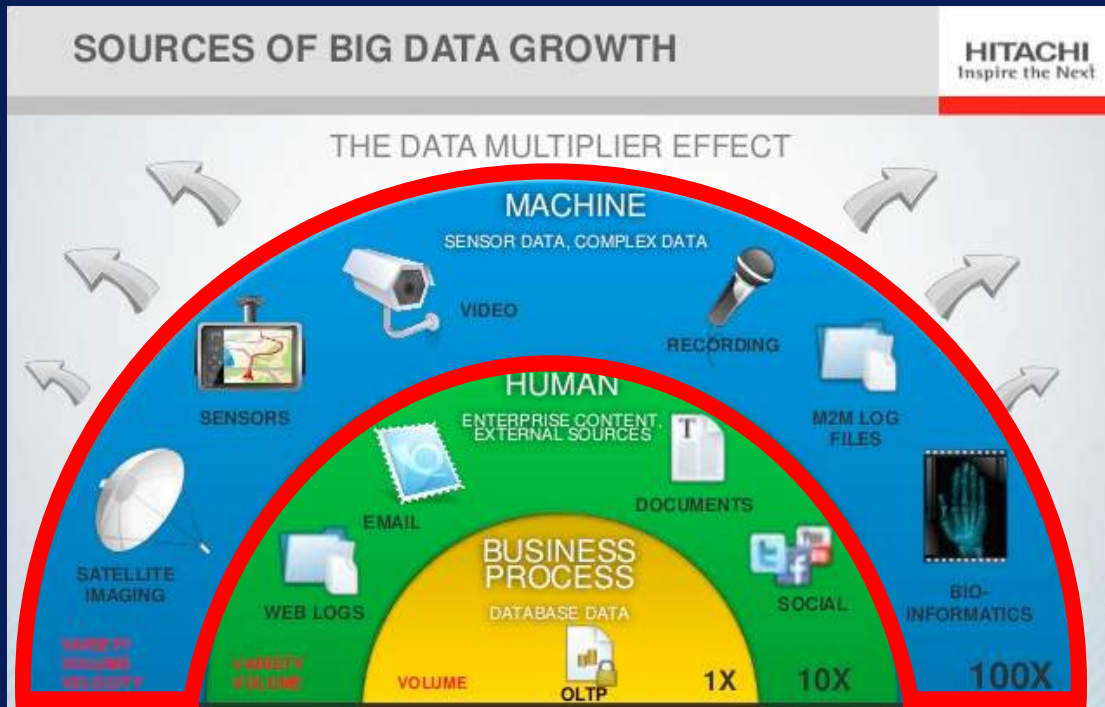 SOURCES OF BIG DATA GROWTH
HITACHI
Inspire the Next
THE DATA MULTIPLIER EFFECT
MACHINE
SENSOR DATA, COMPLEX DATA
VIDEO
RECORDING
SENSORS
M2M LOG
FILES
SATELLITE
IMAGING
BIO-
INFORMATICS
VARIETY
VOLUME
VELOCITY
100X
HUMAN
ENTERPRISE CONTENT,
EXTERNAL SOURCES
T
EMAIL
DOCUMENTS
WEB LOGS
SOCIAL
You
t
f
VARIETY
VOLUME
10X
BUSINESS
PROCESS
DATABASE DATA
VOLUME
OLTP
1X